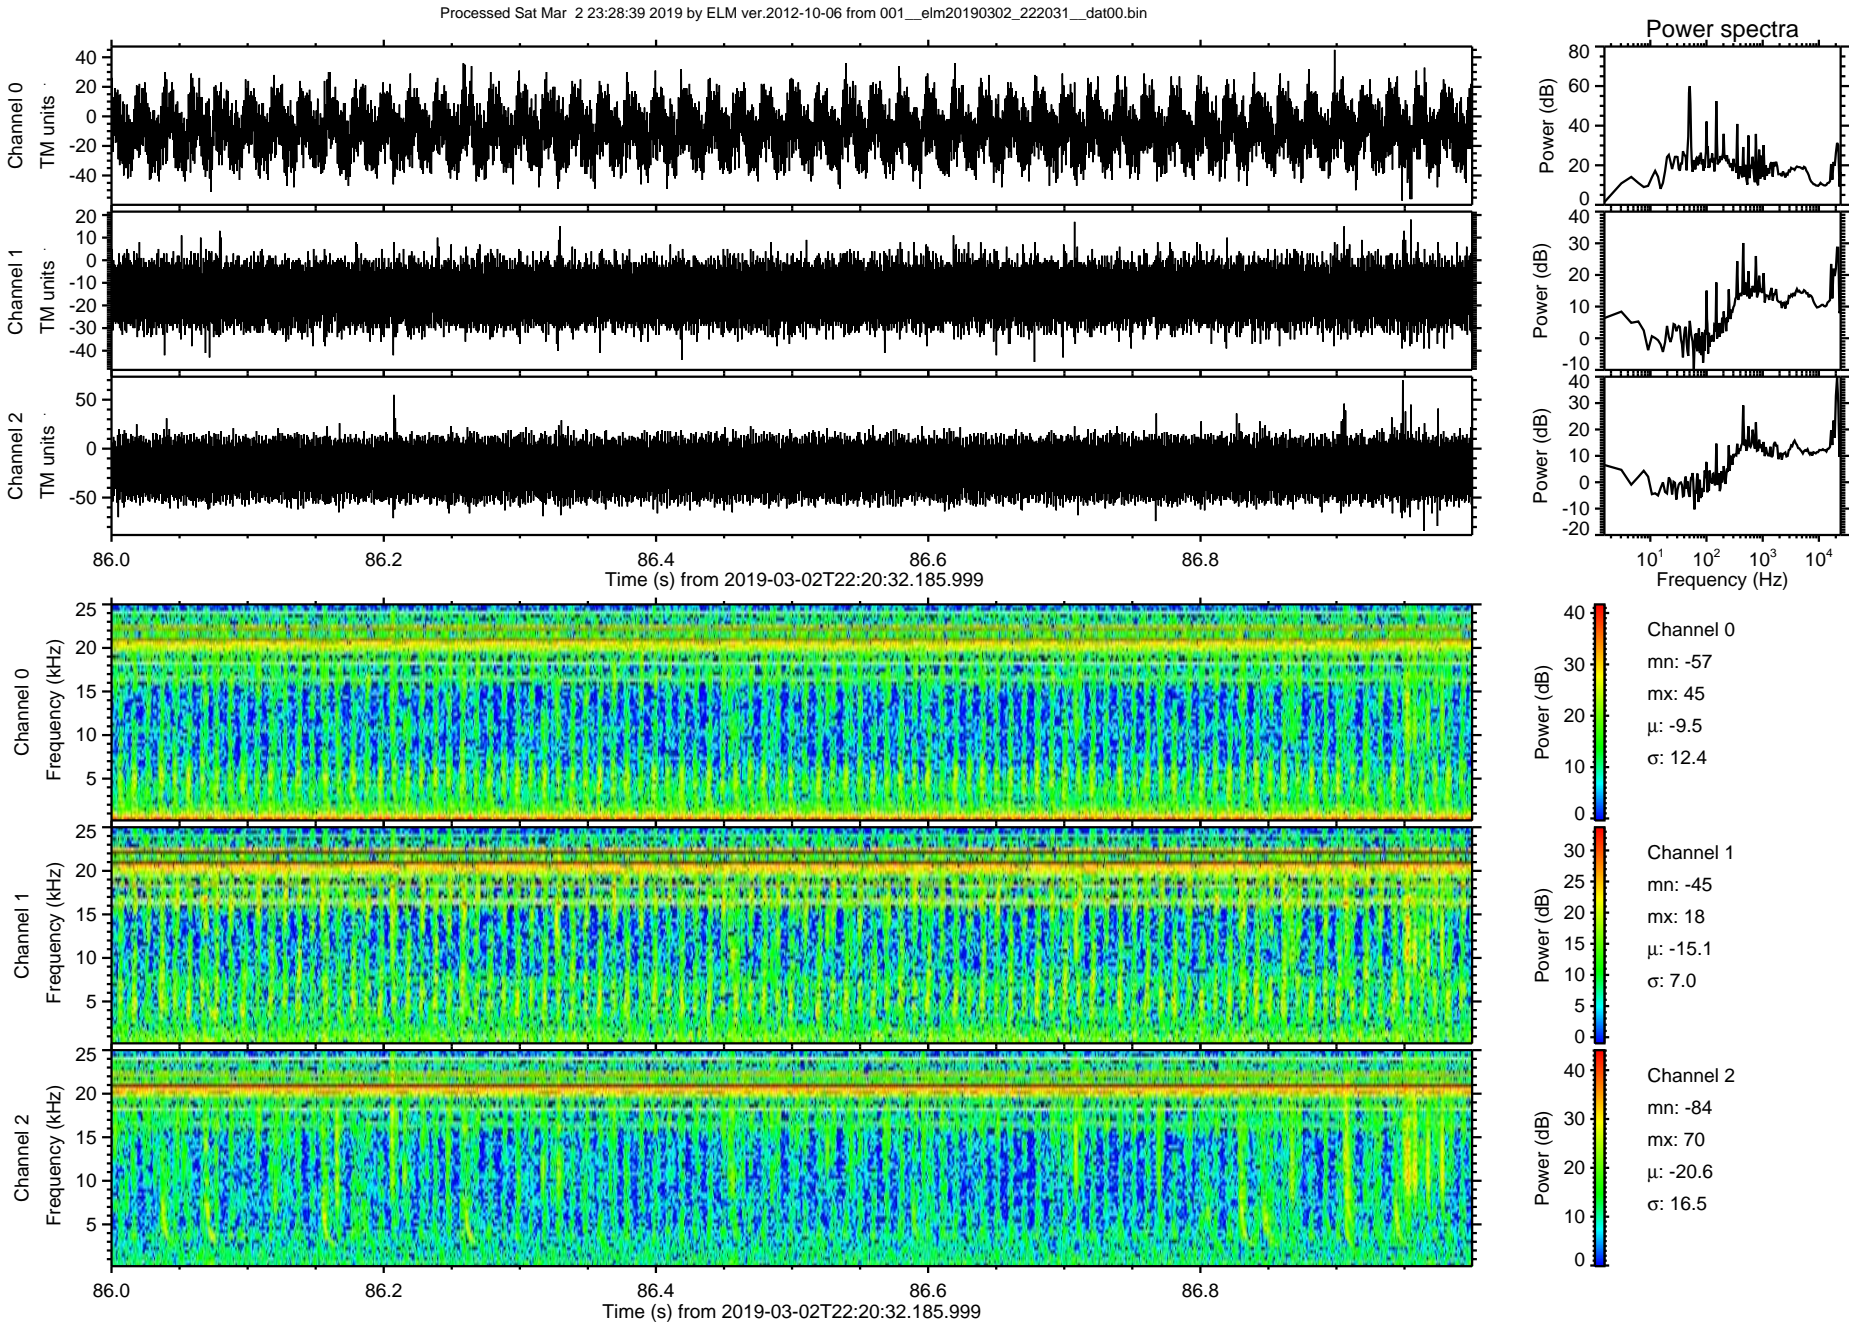 Processed Sat Mar 2 23:28:39 2019 by ELM ver.2012-10-06 from 001__elm20190302_222031__dat00.bin
Power spectra
Channel 0
TM units
40
20
0
-20
-40
Power (dB)
80
60
40
20
0
Channel 1
TM units
20
10
0
-10
-20
-30
-40
Power (dB)
40
30
20
10
0
-10
Channel 2
TM units
50
0
-50
Power (dB)
40
30
20
10
0
-10
-20
86.0 86.2 86.4 86.6 86.8
Time (s) from 2019-03-02T22:20:32.185.999
10¹ 10² 10³ 10⁴
Frequency (Hz)
Channel 0
Frequency (kHz)
25
20
15
10
5
Power (dB)
40
30
20
10
0
Channel 0
mn: -57
mx: 45
μ: -9.5
σ: 12.4
Channel 1
Frequency (kHz)
25
20
15
10
5
Power (dB)
30
25
20
15
10
5
0
Channel 1
mn: -45
mx: 18
μ: -15.1
σ: 7.0
Channel 2
Frequency (kHz)
25
20
15
10
5
Power (dB)
40
30
20
10
0
Channel 2
mn: -84
mx: 70
μ: -20.6
σ: 16.5
86.0 86.2 86.4 86.6 86.8
Time (s) from 2019-03-02T22:20:32.185.999